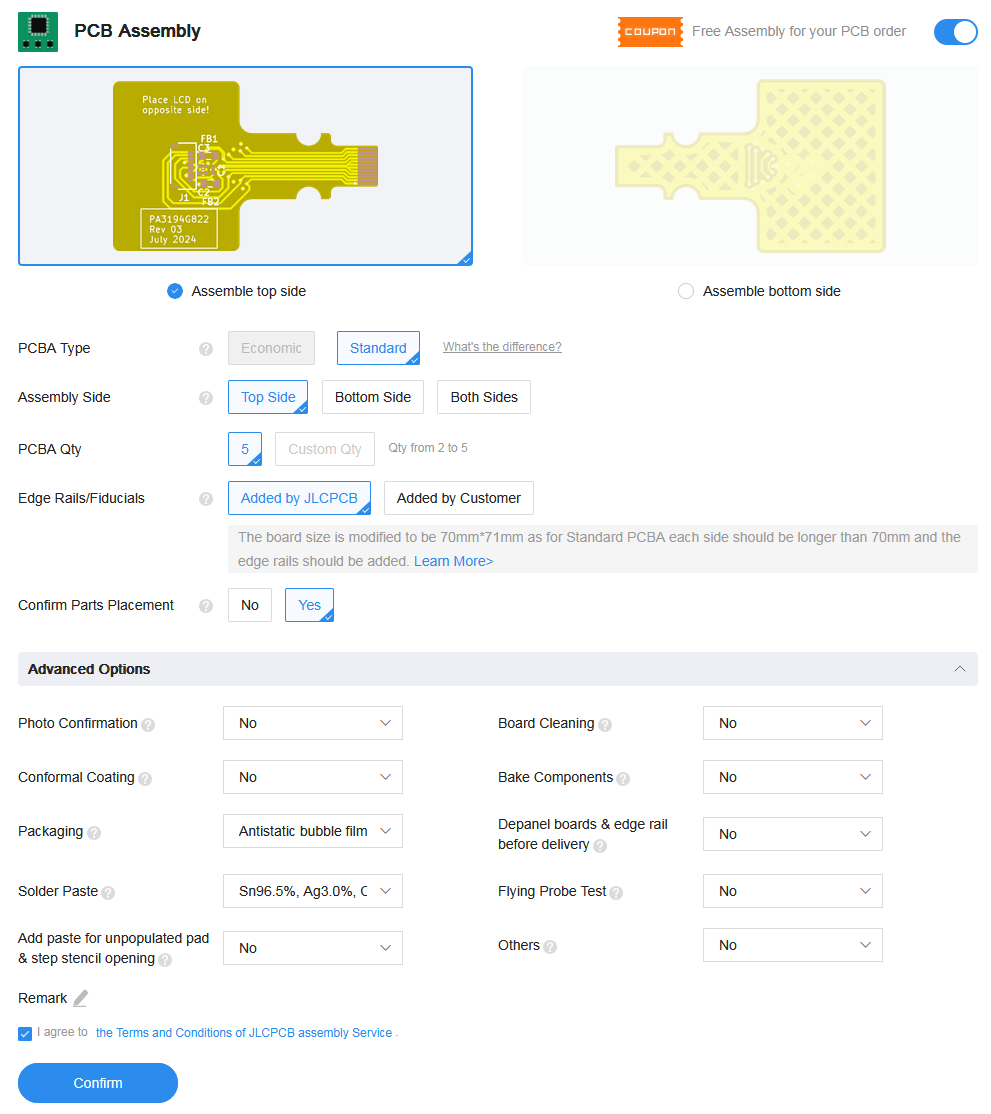 PCB Assembly
COUPON Free Assembly for your PCB order
Place LCD on
opposite side!
FB1
C3
J1
C2
FB2
PA3194G822
Rev 03
July 2024
Assemble top side
Assemble bottom side
PCBA Type ? Economic Standard What's the difference?
Assembly Side ? Top Side Bottom Side Both Sides
PCBA Qty 5 Custom Qty Qty from 2 to 5
Edge Rails/Fiducials ? Added by JLCPCB Added by Customer
The board size is modified to be 70mm*71mm as for Standard PCBA each side should be longer than 70mm and the
edge rails should be added. Learn More>
Confirm Parts Placement ? No Yes
Advanced Options
Photo Confirmation ? No
Board Cleaning ? No
Conformal Coating ? No
Bake Components ? No
Packaging ? Antistatic bubble film
Depanel boards & edge rail
before delivery ? No
Solder Paste ? Sn96.5%, Ag3.0%, C
Flying Probe Test ? No
Add paste for unpopulated pad
& step stencil opening ? No
Others ? No
Remark
I agree to the Terms and Conditions of JLCPCB assembly Service .
Confirm